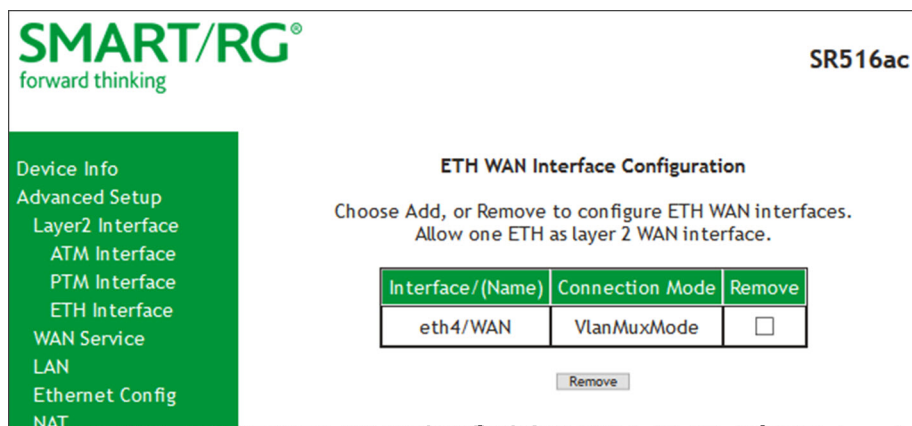 SMART/RG®
forward thinking
SR516ac
Device Info
Advanced Setup
Layer2 Interface
ATM Interface
PTM Interface
ETH Interface
WAN Service
LAN
Ethernet Config
NAT
ETH WAN Interface Configuration
Choose Add, or Remove to configure ETH WAN interfaces.
Allow one ETH as layer 2 WAN interface.
Interface/(Name) Connection Mode Remove
eth4/WAN VlanMuxMode
Remove